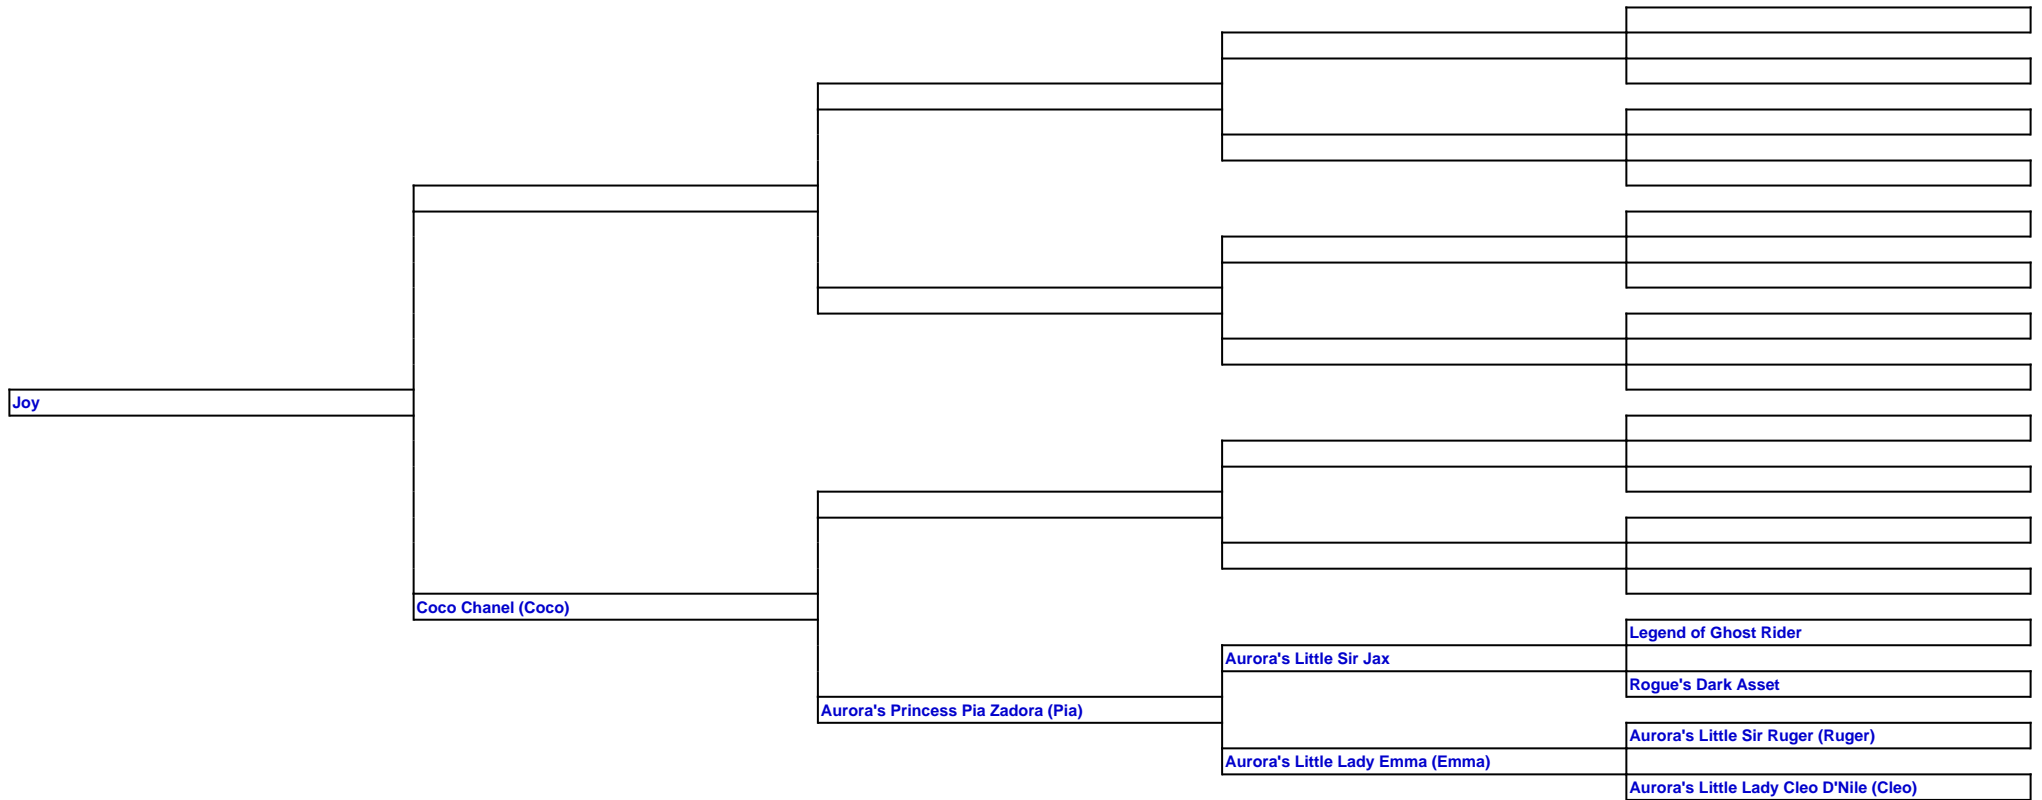 Joy
Coco Chanel (Coco)
Legend of Ghost Rider
Aurora's Little Sir Jax
Rogue's Dark Asset
Aurora's Princess Pia Zadora (Pia)
Aurora's Little Sir Ruger (Ruger)
Aurora's Little Lady Emma (Emma)
Aurora's Little Lady Cleo D'Nile (Cleo)